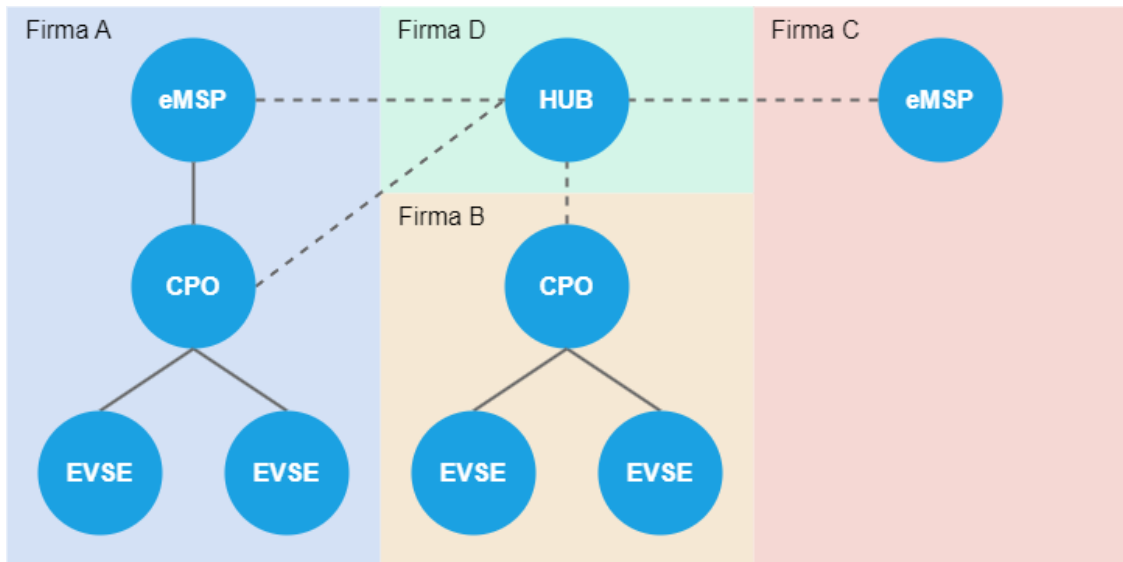 Firma A
Firma D
Firma C
eMSP
HUB
eMSP
Firma B
CPO
CPO
EVSE
EVSE
EVSE
EVSE